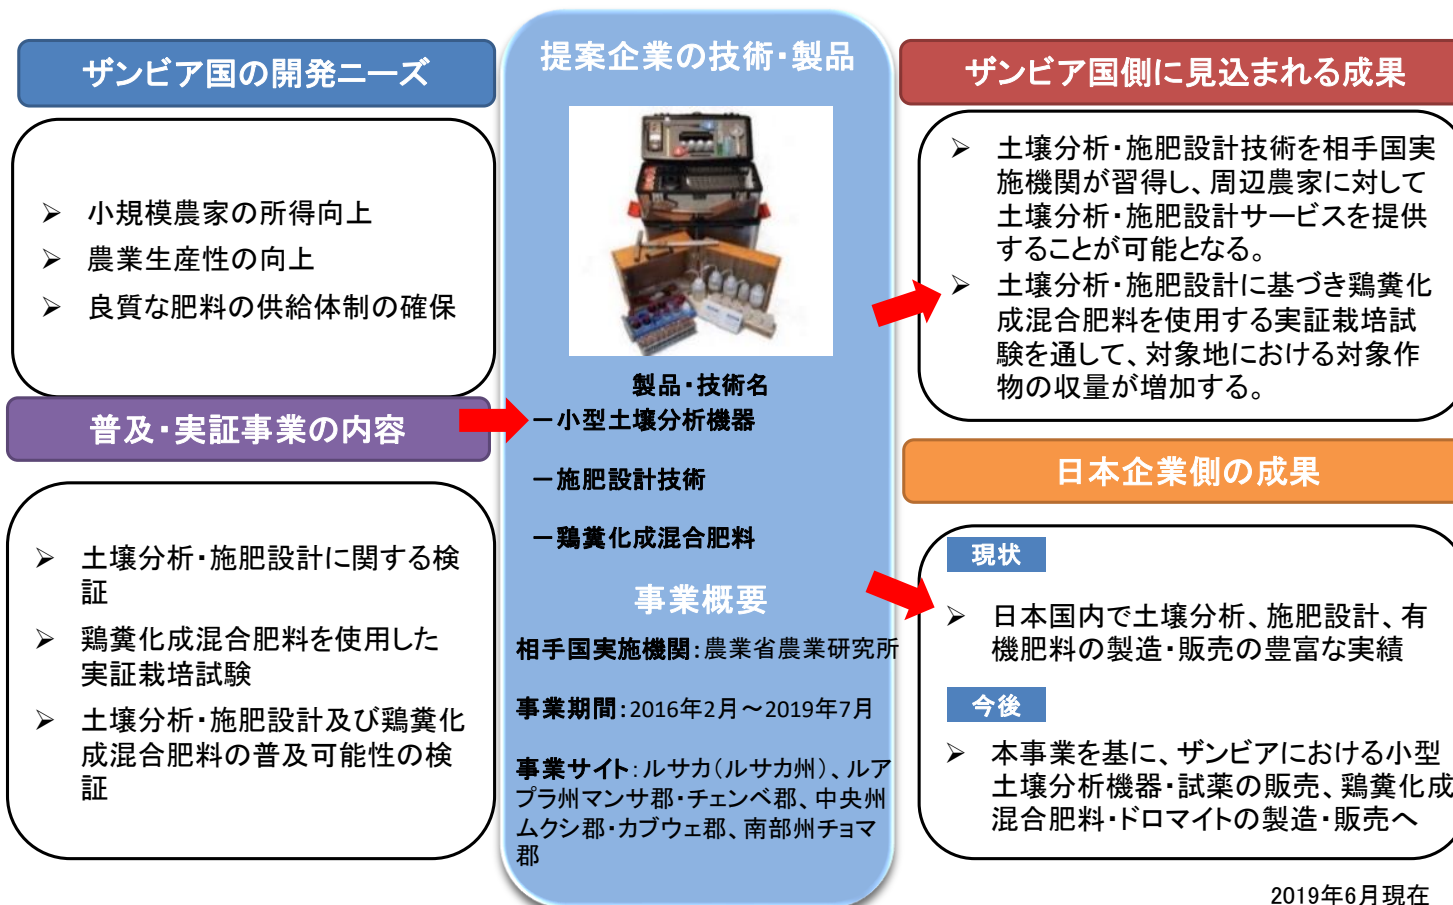 ザンビア国の開発ニーズ
➢ 小規模農家の所得向上
➢ 農業生産性の向上
➢ 良質な肥料の供給体制の確保
普及・実証事業の内容
➢ 土壌分析・施肥設計に関する検
証
➢ 鶏糞化成混合肥料を使用した
実証栽培試験
➢ 土壌分析・施肥設計及び鶏糞化
成混合肥料の普及可能性の検
証
提案企業の技術・製品
製品・技術名
－小型土壌分析機器
－施肥設計技術
－鶏糞化成混合肥料
事業概要
相手国実施機関:農業省農業研究所
事業期間:2016年2月～2019年7月
事業サイト:ルサカ(ルサカ州)、ルア
プラ州マンサ郡・チェンベ郡、中央州
ムクシ郡・カブウェ郡、南部州チョマ
郡
ザンビア国側に見込まれる成果
➢ 土壌分析・施肥設計技術を相手国実
施機関が習得し、周辺農家に対して
土壌分析・施肥設計サービスを提供
することが可能となる。
➢ 土壌分析・施肥設計に基づき鶏糞化
成混合肥料を使用する実証栽培試
験を通して、対象地における対象作
物の収量が増加する。
日本企業側の成果
現状
➢ 日本国内で土壌分析、施肥設計、有
機肥料の製造・販売の豊富な実績
今後
➢ 本事業を基に、ザンビアにおける小型
土壌分析機器・試薬の販売、鶏糞化成
混合肥料・ドロマイトの製造・販売へ
2019年6月現在